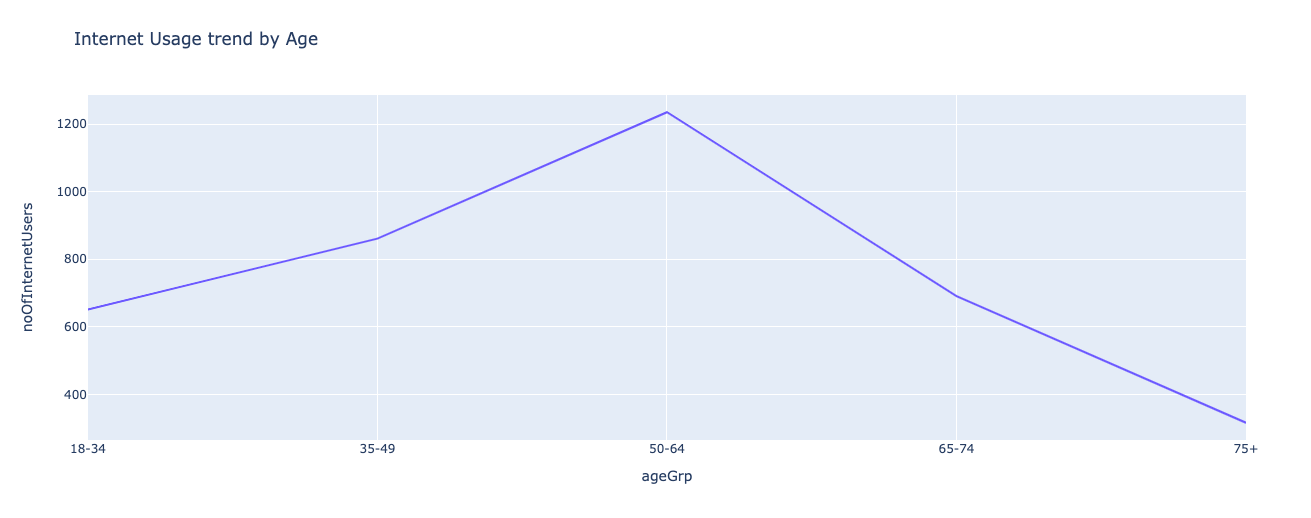 Internet Usage trend by Age
1200
1000
800
600
400
noOfInternetUsers
18-34 35-49 50-64 65-74 75+
ageGrp